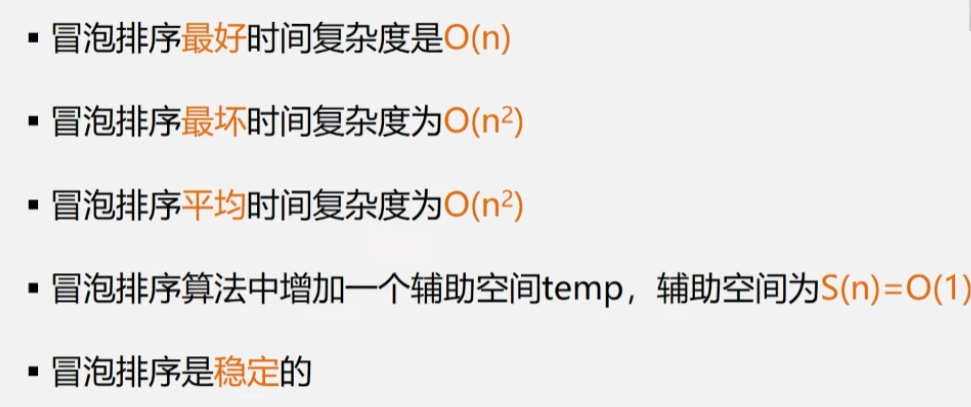 ▪ 冒泡排序最好时间复杂度是O(n)
▪ 冒泡排序最坏时间复杂度为O(n²)
▪ 冒泡排序平均时间复杂度为O(n²)
▪ 冒泡排序算法中增加一个辅助空间temp，辅助空间为S(n)=O(1)
▪ 冒泡排序是稳定的